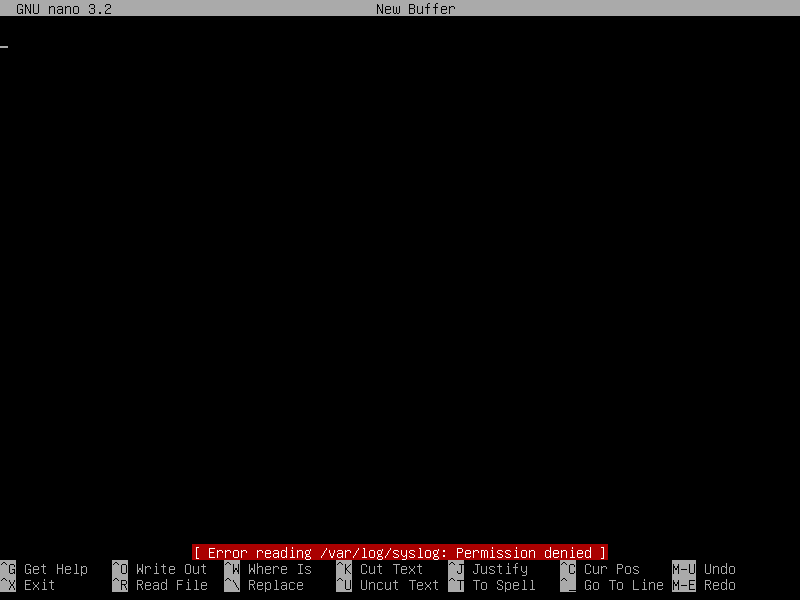 GNU nano 3.2 New Buffer
[ Error reading /var/log/syslog: Permission denied ]
^G Get Help ^O Write Out ^W Where Is ^K Cut Text ^J Justify ^C Cur Pos M-U Undo
^X Exit ^R Read File ^\ Replace ^U Uncut Text ^T To Spell ^_ Go To Line M-E Redo